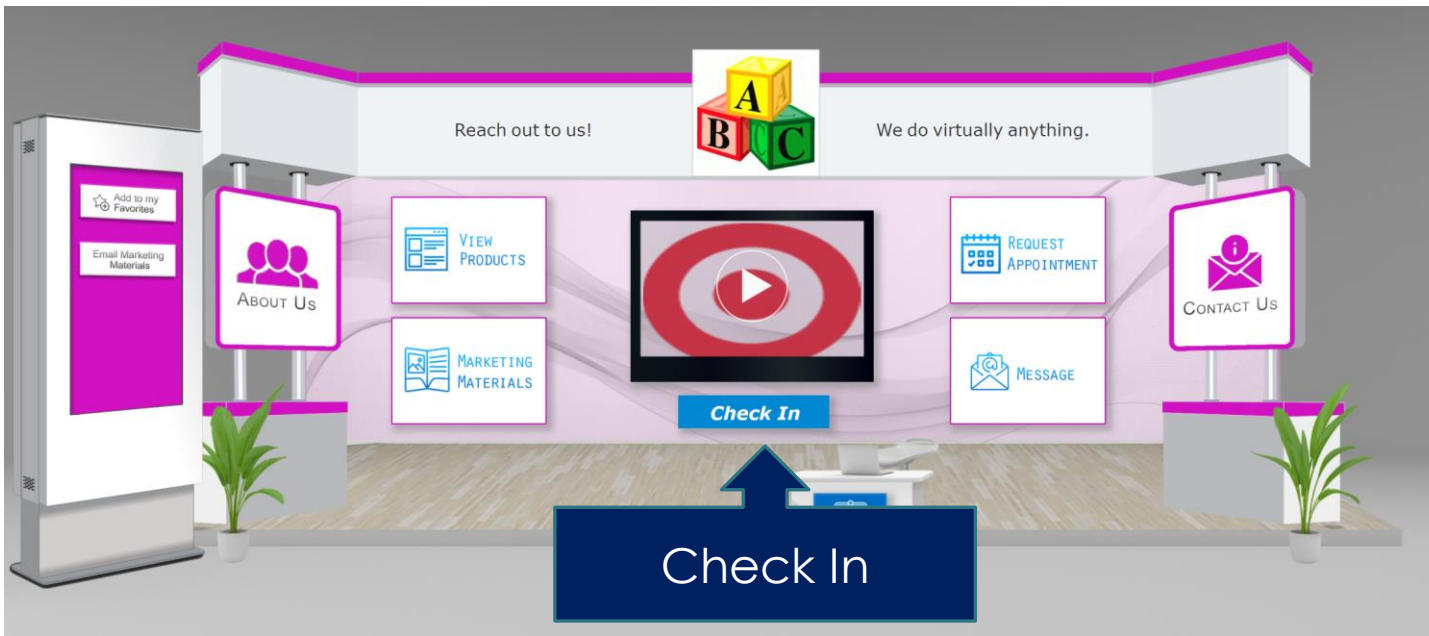 Reach out to us!
A
A
B
C
C
We do virtually anything.
Add to my
Favorites
Email Marketing
Materials
About Us
View
Products
Marketing
Materials
Check In
Request
Appointment
Message
Contact Us
Check In